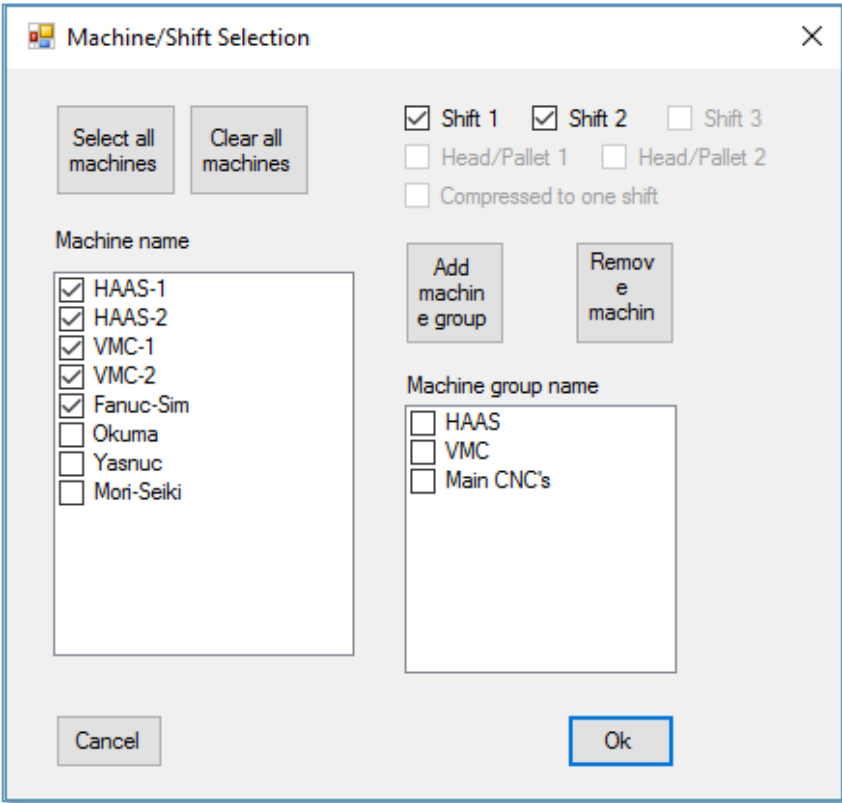 Machine/Shift Selection
Select all
machines
Clear all
machines
Shift 1
Shift 2
Shift 3
Head/Pallet 1
Head/Pallet 2
Compressed to one shift
Machine name
HAAS-1
HAAS-2
VMC-1
VMC-2
Fanuc-Sim
Okuma
Yasnuc
Mori-Seiki
Add
machin
e group
Remov
e
machin
Machine group name
HAAS
VMC
Main CNC's
Cancel
Ok